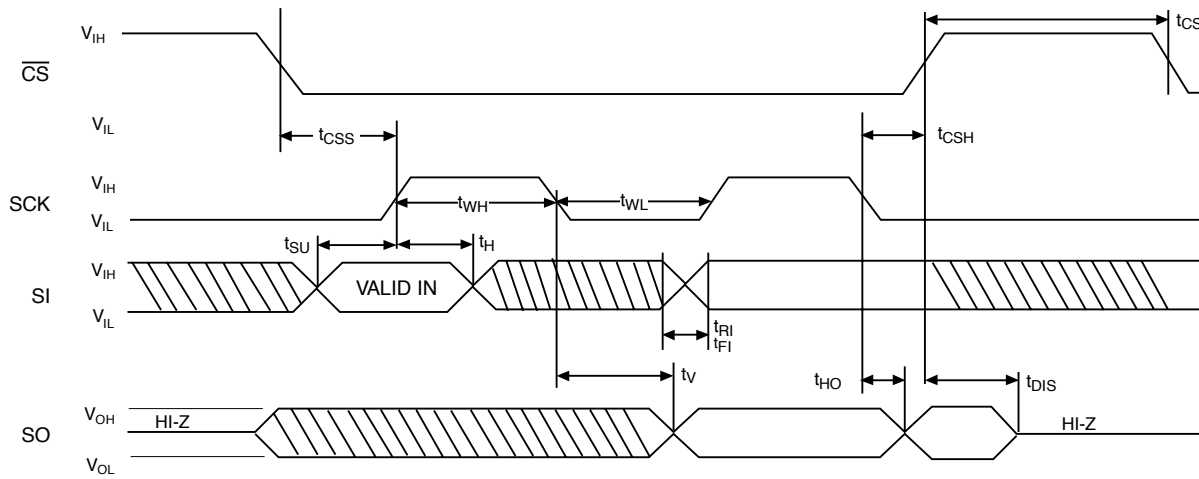 V_IH
t_CS
CS
V_IL
t_CSS
t_CSH
V_IH
SCK
t_WH
t_WL
V_IL
t_SU
t_H
V_IH
SI
VALID IN
V_IL
t_RI
t_FI
t_V
t_HO
t_DIS
V_OH
HI-Z
HI-Z
SO
V_OL